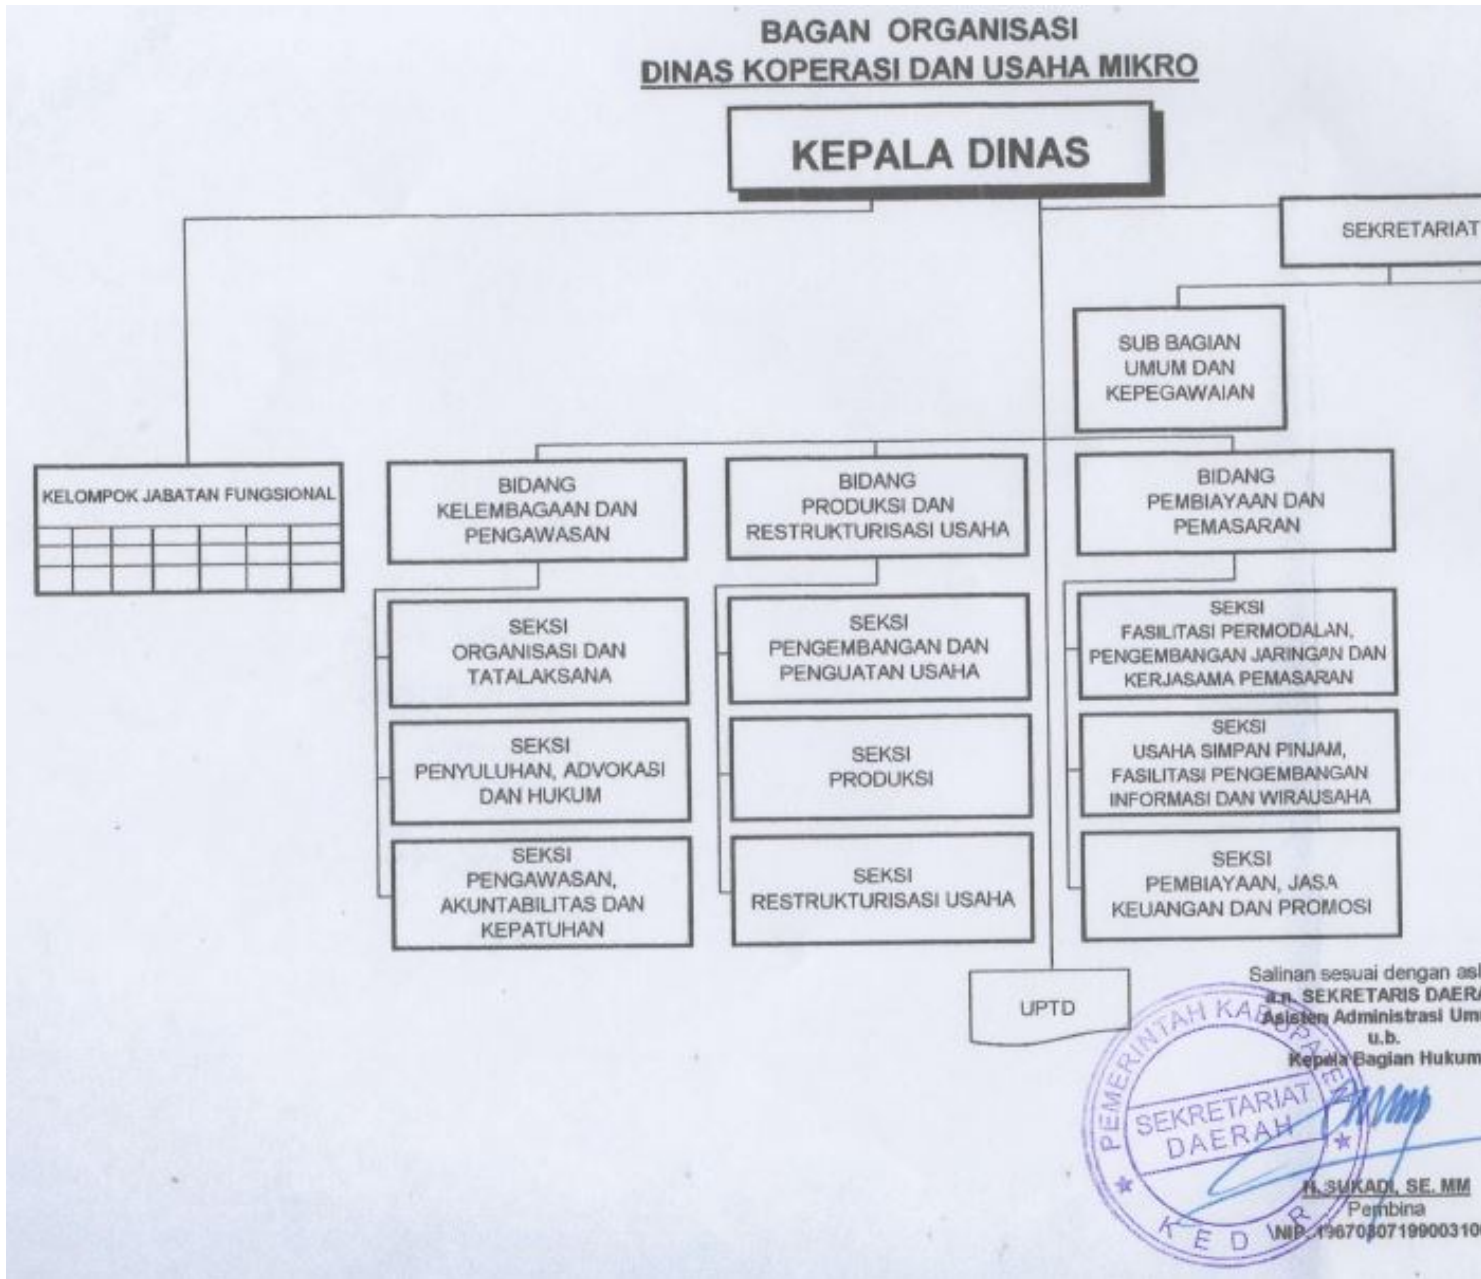 BAGAN ORGANISASI
DINAS KOPERASI DAN USAHA MIKRO
KEPALA DINAS
SEKRETARIAT
SUB BAGIAN
UMUM DAN
KEPEGAWAIAN
KELOMPOK JABATAN FUNGSIONAL
BIDANG
KELEMBAGAAN DAN
PENGAWASAN
BIDANG
PRODUKSI DAN
RESTRUKTURISASI USAHA
BIDANG
PEMBIAYAAN DAN
PEMASARAN
SEKSI
ORGANISASI DAN
TATALAKSANA
SEKSI
PENGEMBANGAN DAN
PENGUATAN USAHA
SEKSI
FASILITASI PERMODALAN,
PENGEMBANGAN JARINGAN DAN
KERJASAMA PEMASARAN
SEKSI
PENYULUHAN, ADVOKASI
DAN HUKUM
SEKSI
PRODUKSI
SEKSI
USAHA SIMPAN PINJAM,
FASILITASI PENGEMBANGAN
INFORMASI DAN WIRAUSAHA
SEKSI
PENGAWASAN,
AKUNTABILITAS DAN
KEPATUHAN
SEKSI
RESTRUKTURISASI USAHA
SEKSI
PEMBIAYAAN, JASA
KEUANGAN DAN PROMOSI
UPTD
Salinan sesuai dengan
a.n. SEKRETARIS
Asisten Administrasi
u.b.
Kepala Bagian Hukum
PEMERINTAH KABUPATEN
SEKRETARIAT
DAERAH
KEDIRI
SUKADI, SE. MM
Pembina
NIP.